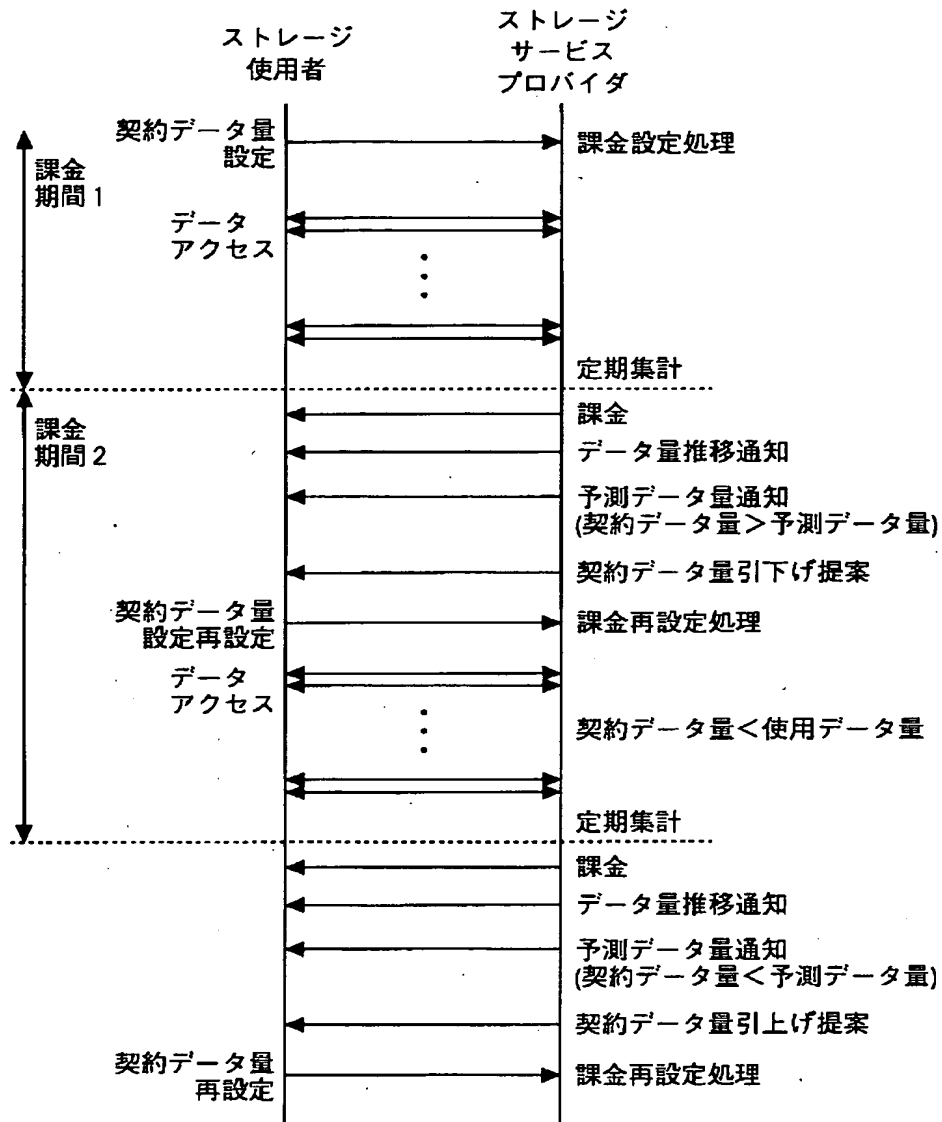 ストレージ
使用者
ストレージ
サービス
プロバイダ
契約データ量
設定
課金設定処理
課金
期間1
データ
アクセス
定期集計
課金
課金
期間2
データ量推移通知
予測データ量通知
(契約データ量＞予測データ量)
契約データ量引下げ提案
契約データ量
設定再設定
課金再設定処理
データ
アクセス
契約データ量＜使用データ量
定期集計
課金
データ量推移通知
予測データ量通知
(契約データ量＜予測データ量)
契約データ量引上げ提案
契約データ量
再設定
課金再設定処理